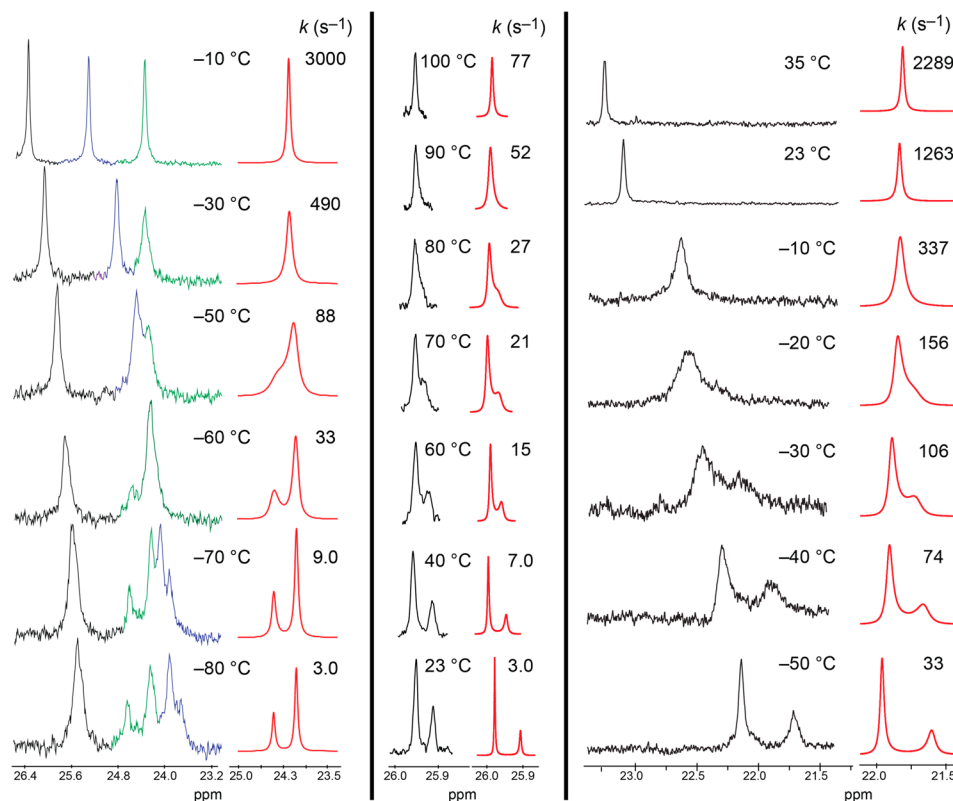 k (s⁻¹)
–10 °C 3000
–30 °C 490
–50 °C 88
–60 °C 33
–70 °C 9.0
–80 °C 3.0
26.4 25.6 24.8 24.0 23.2 25.0 24.3 23.5
ppm
k (s⁻¹)
100 °C 77
90 °C 52
80 °C 27
70 °C 21
60 °C 15
40 °C 7.0
23 °C 3.0
26.0 25.9 26.0 25.9
ppm
k (s⁻¹)
35 °C 2289
23 °C 1263
–10 °C 337
–20 °C 156
–30 °C 106
–40 °C 74
–50 °C 33
23.0 22.5 22.0 21.5 22.0 21.5
ppm